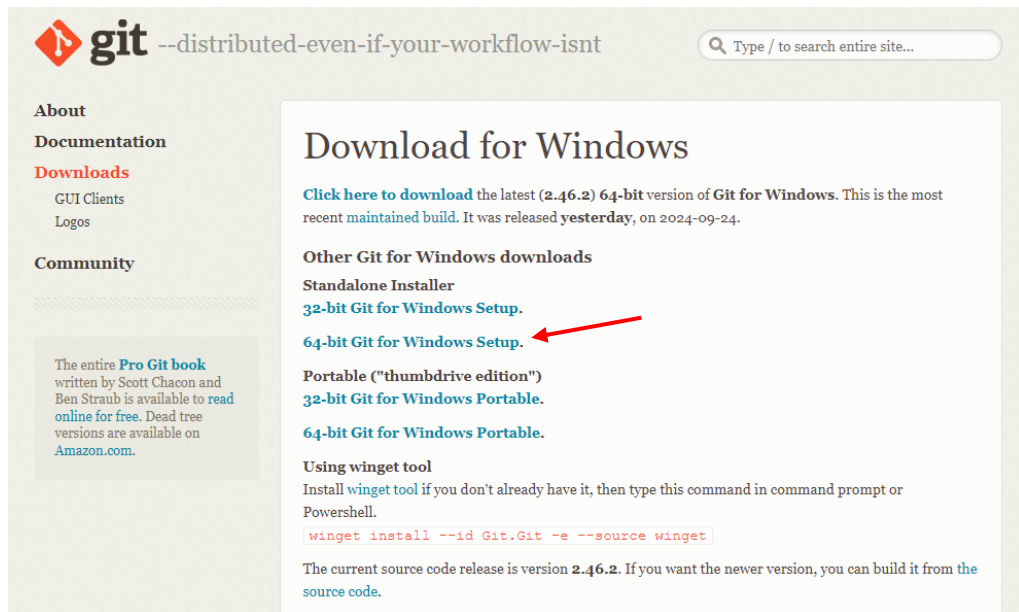 git --distributed-even-if-your-workflow-isnt
Type / to search entire site...
About
Documentation
Downloads
GUI Clients
Logos
Community
The entire Pro Git book
written by Scott Chacon and
Ben Straub is available to read
online for free. Dead tree
versions are available on
Amazon.com.
Download for Windows
Click here to download the latest (2.46.2) 64-bit version of Git for Windows. This is the most
recent maintained build. It was released yesterday, on 2024-09-24.
Other Git for Windows downloads
Standalone Installer
32-bit Git for Windows Setup.
64-bit Git for Windows Setup.
Portable ("thumbdrive edition")
32-bit Git for Windows Portable.
64-bit Git for Windows Portable.
Using winget tool
Install winget tool if you don't already have it, then type this command in command prompt or
Powershell.
winget install --id Git.Git -e --source winget
The current source code release is version 2.46.2. If you want the newer version, you can build it from the
source code.